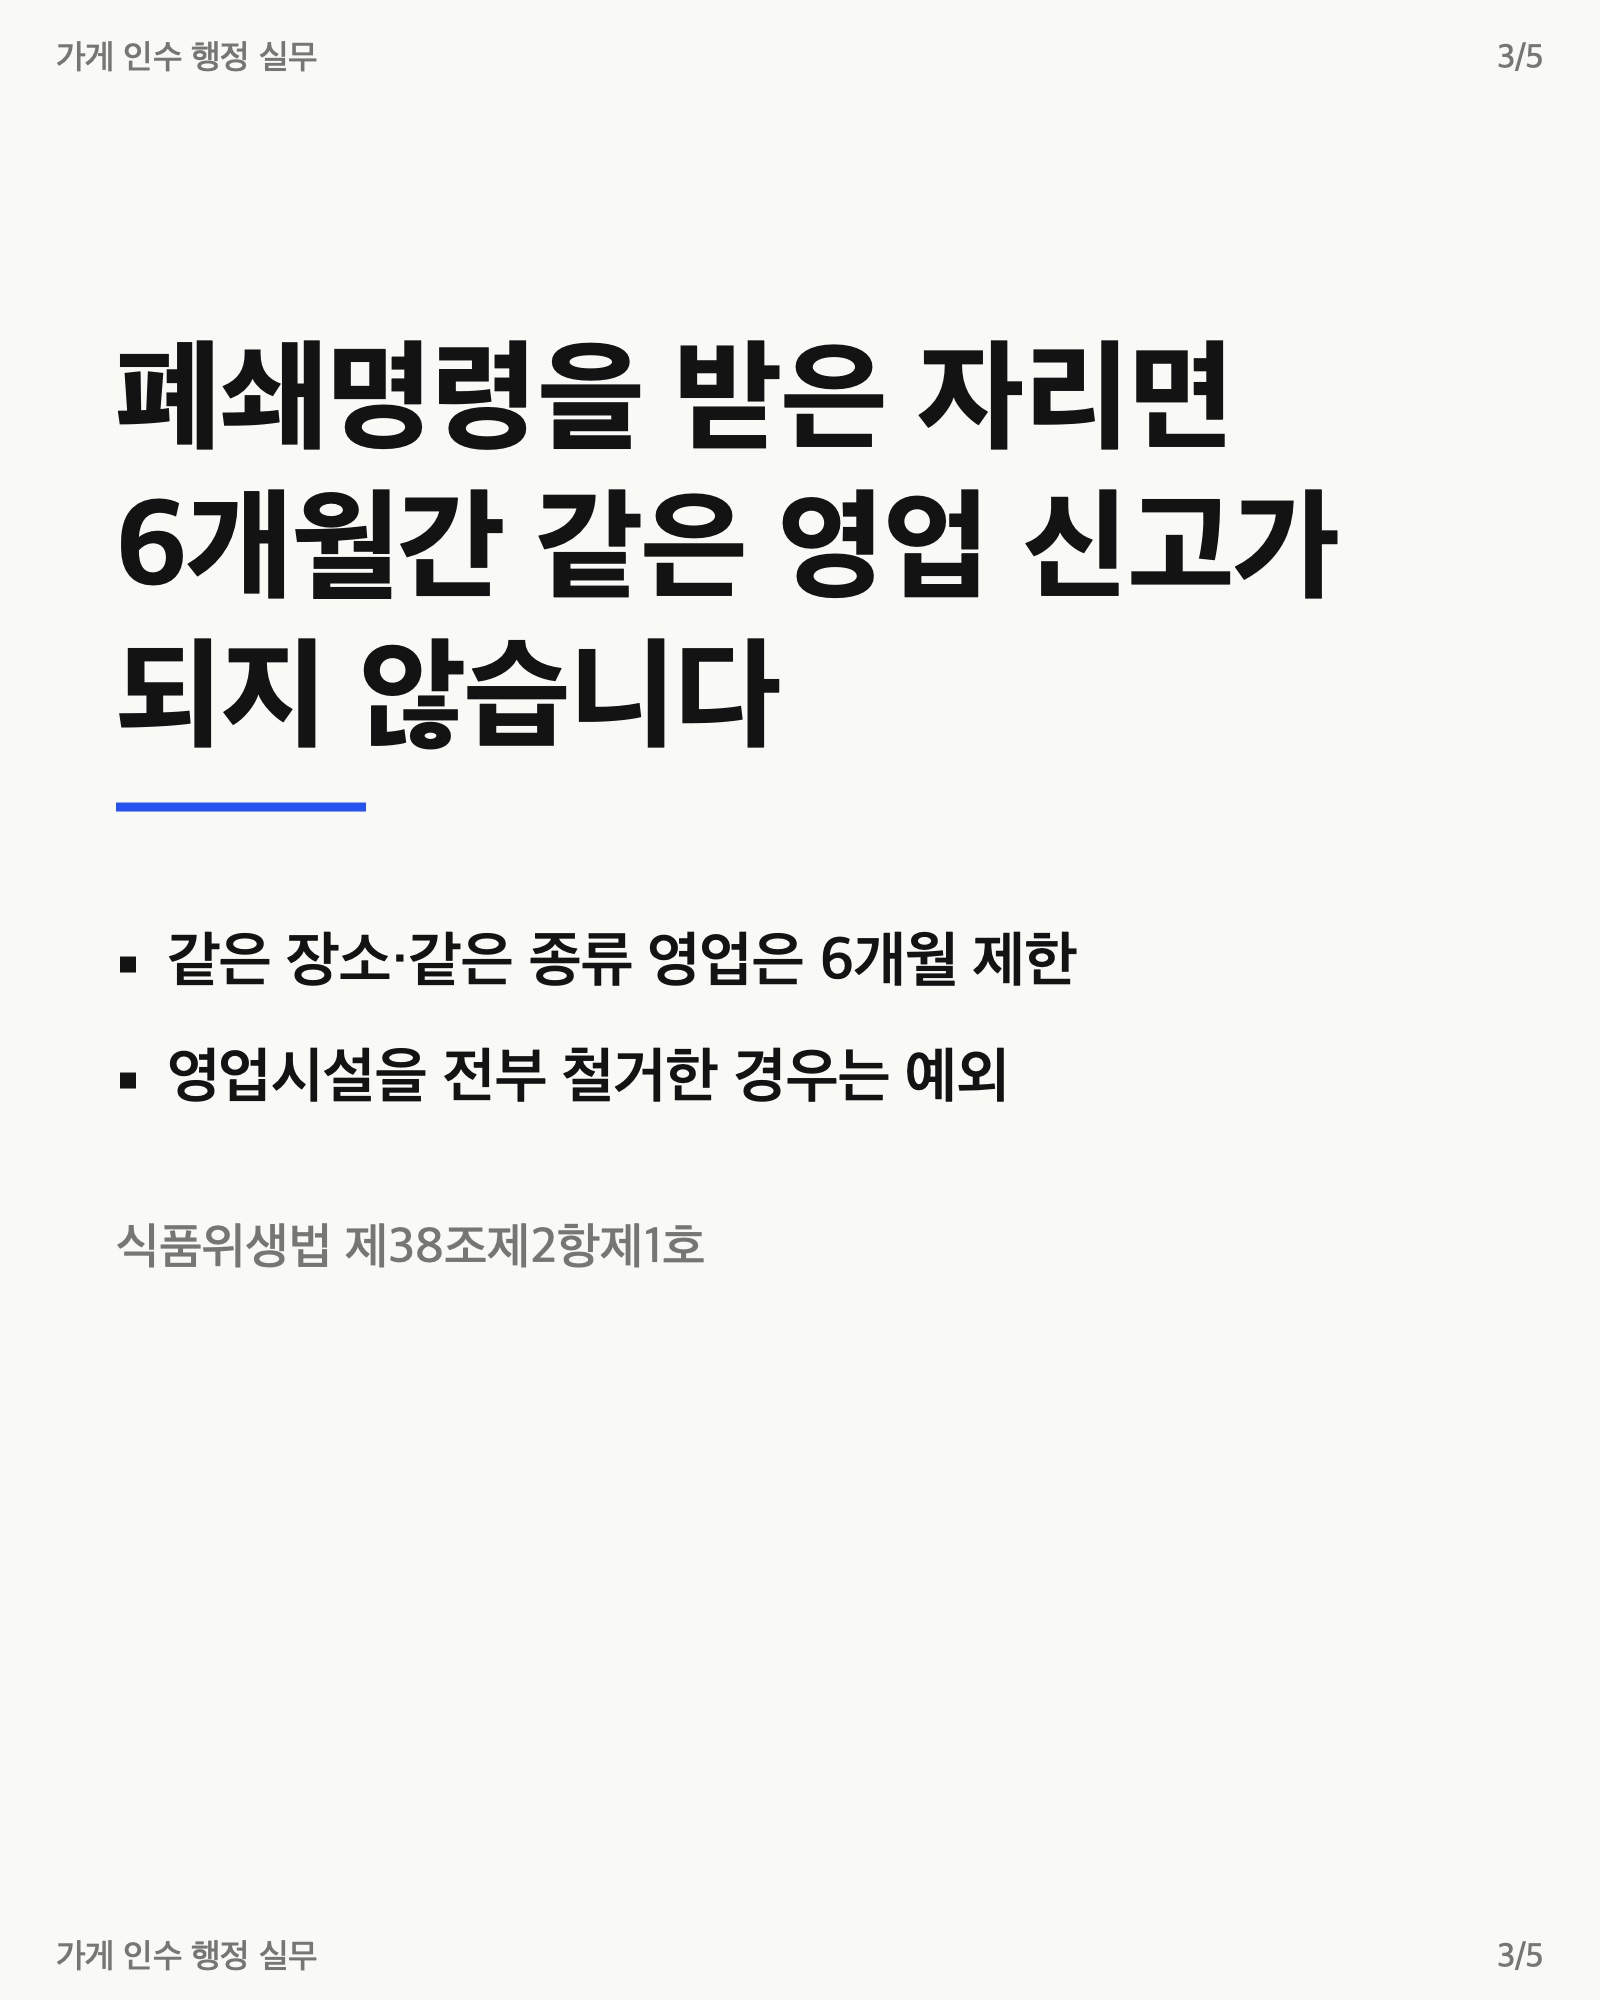 가게 인수 행정 실무
3/5
폐쇄명령을 받은 자리면
6개월간 같은 영업 신고가
되지 않습니다
▪ 같은 장소·같은 종류 영업은 6개월 제한
▪ 영업시설을 전부 철거한 경우는 예외
식품위생법 제38조제2항제1호
가게 인수 행정 실무
3/5